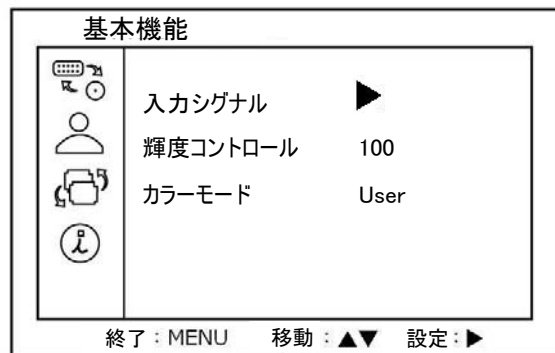 基本機能
入力シグナル ▶
輝度コントロール 100
カラーモード User
終了:MENU 移動:▲▼ 設定:▶